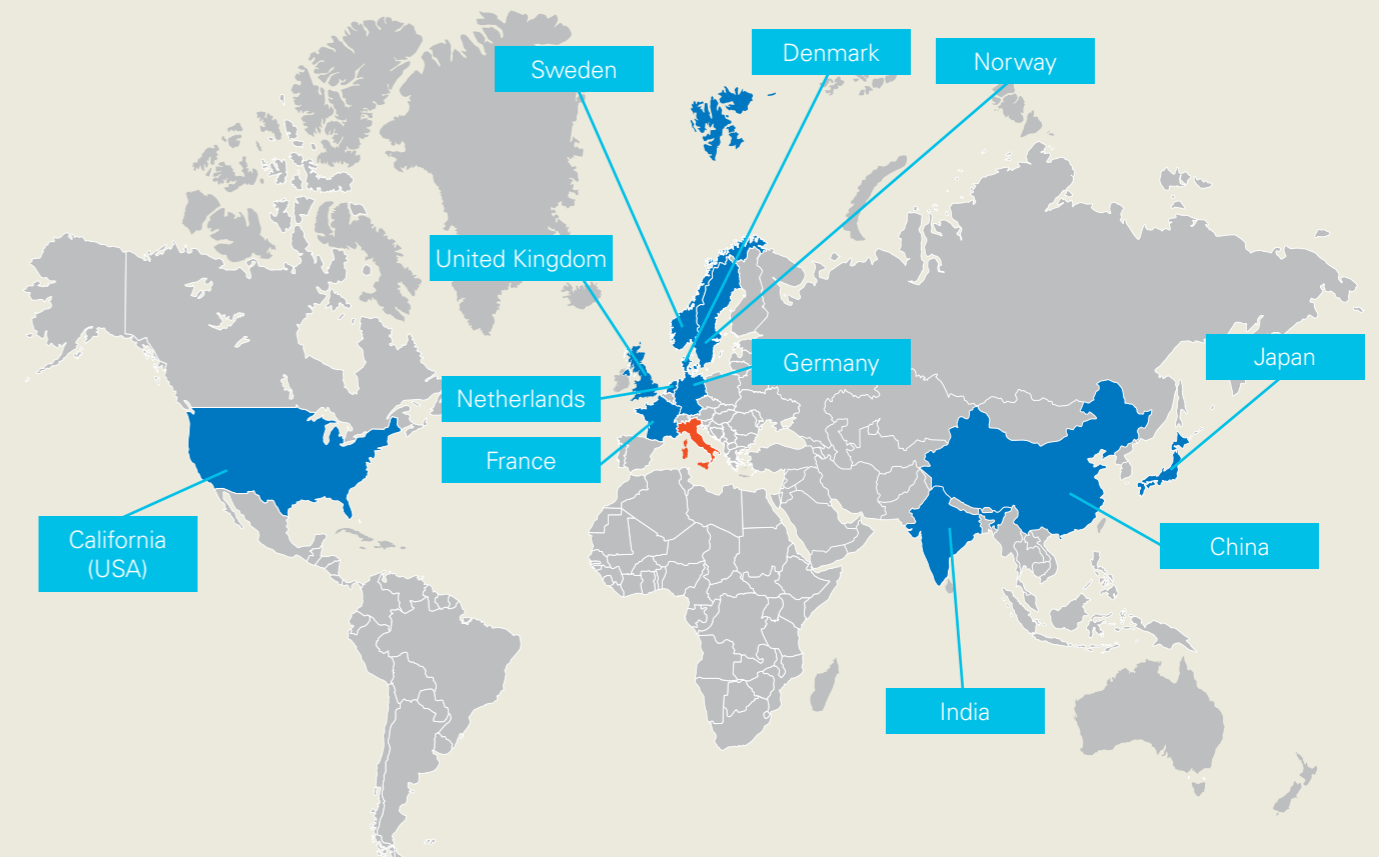 Denmark
Norway
Sweden
United Kingdom
Japan
Germany
Netherlands
France
California
(USA)
China
India